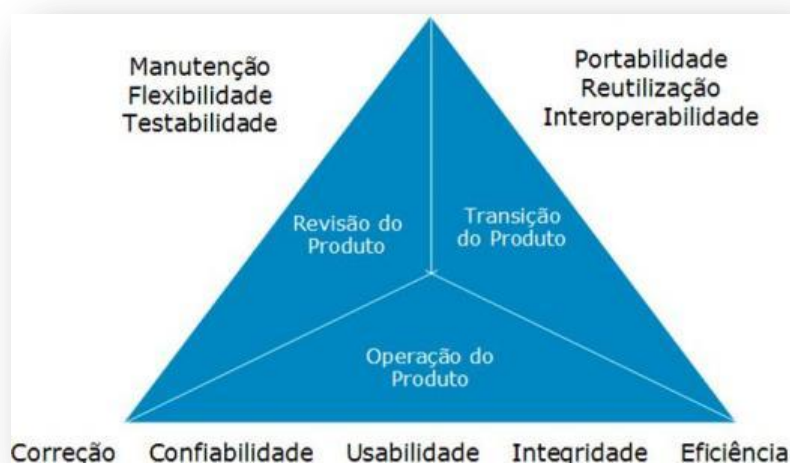 Manutenção
Flexibilidade
Testabilidade
Portabilidade
Reutilização
Interoperabilidade
Revisão do
Produto
Transição
do Produto
Operação do
Produto
Correção Confiabilidade Usabilidade Integridade Eficiência